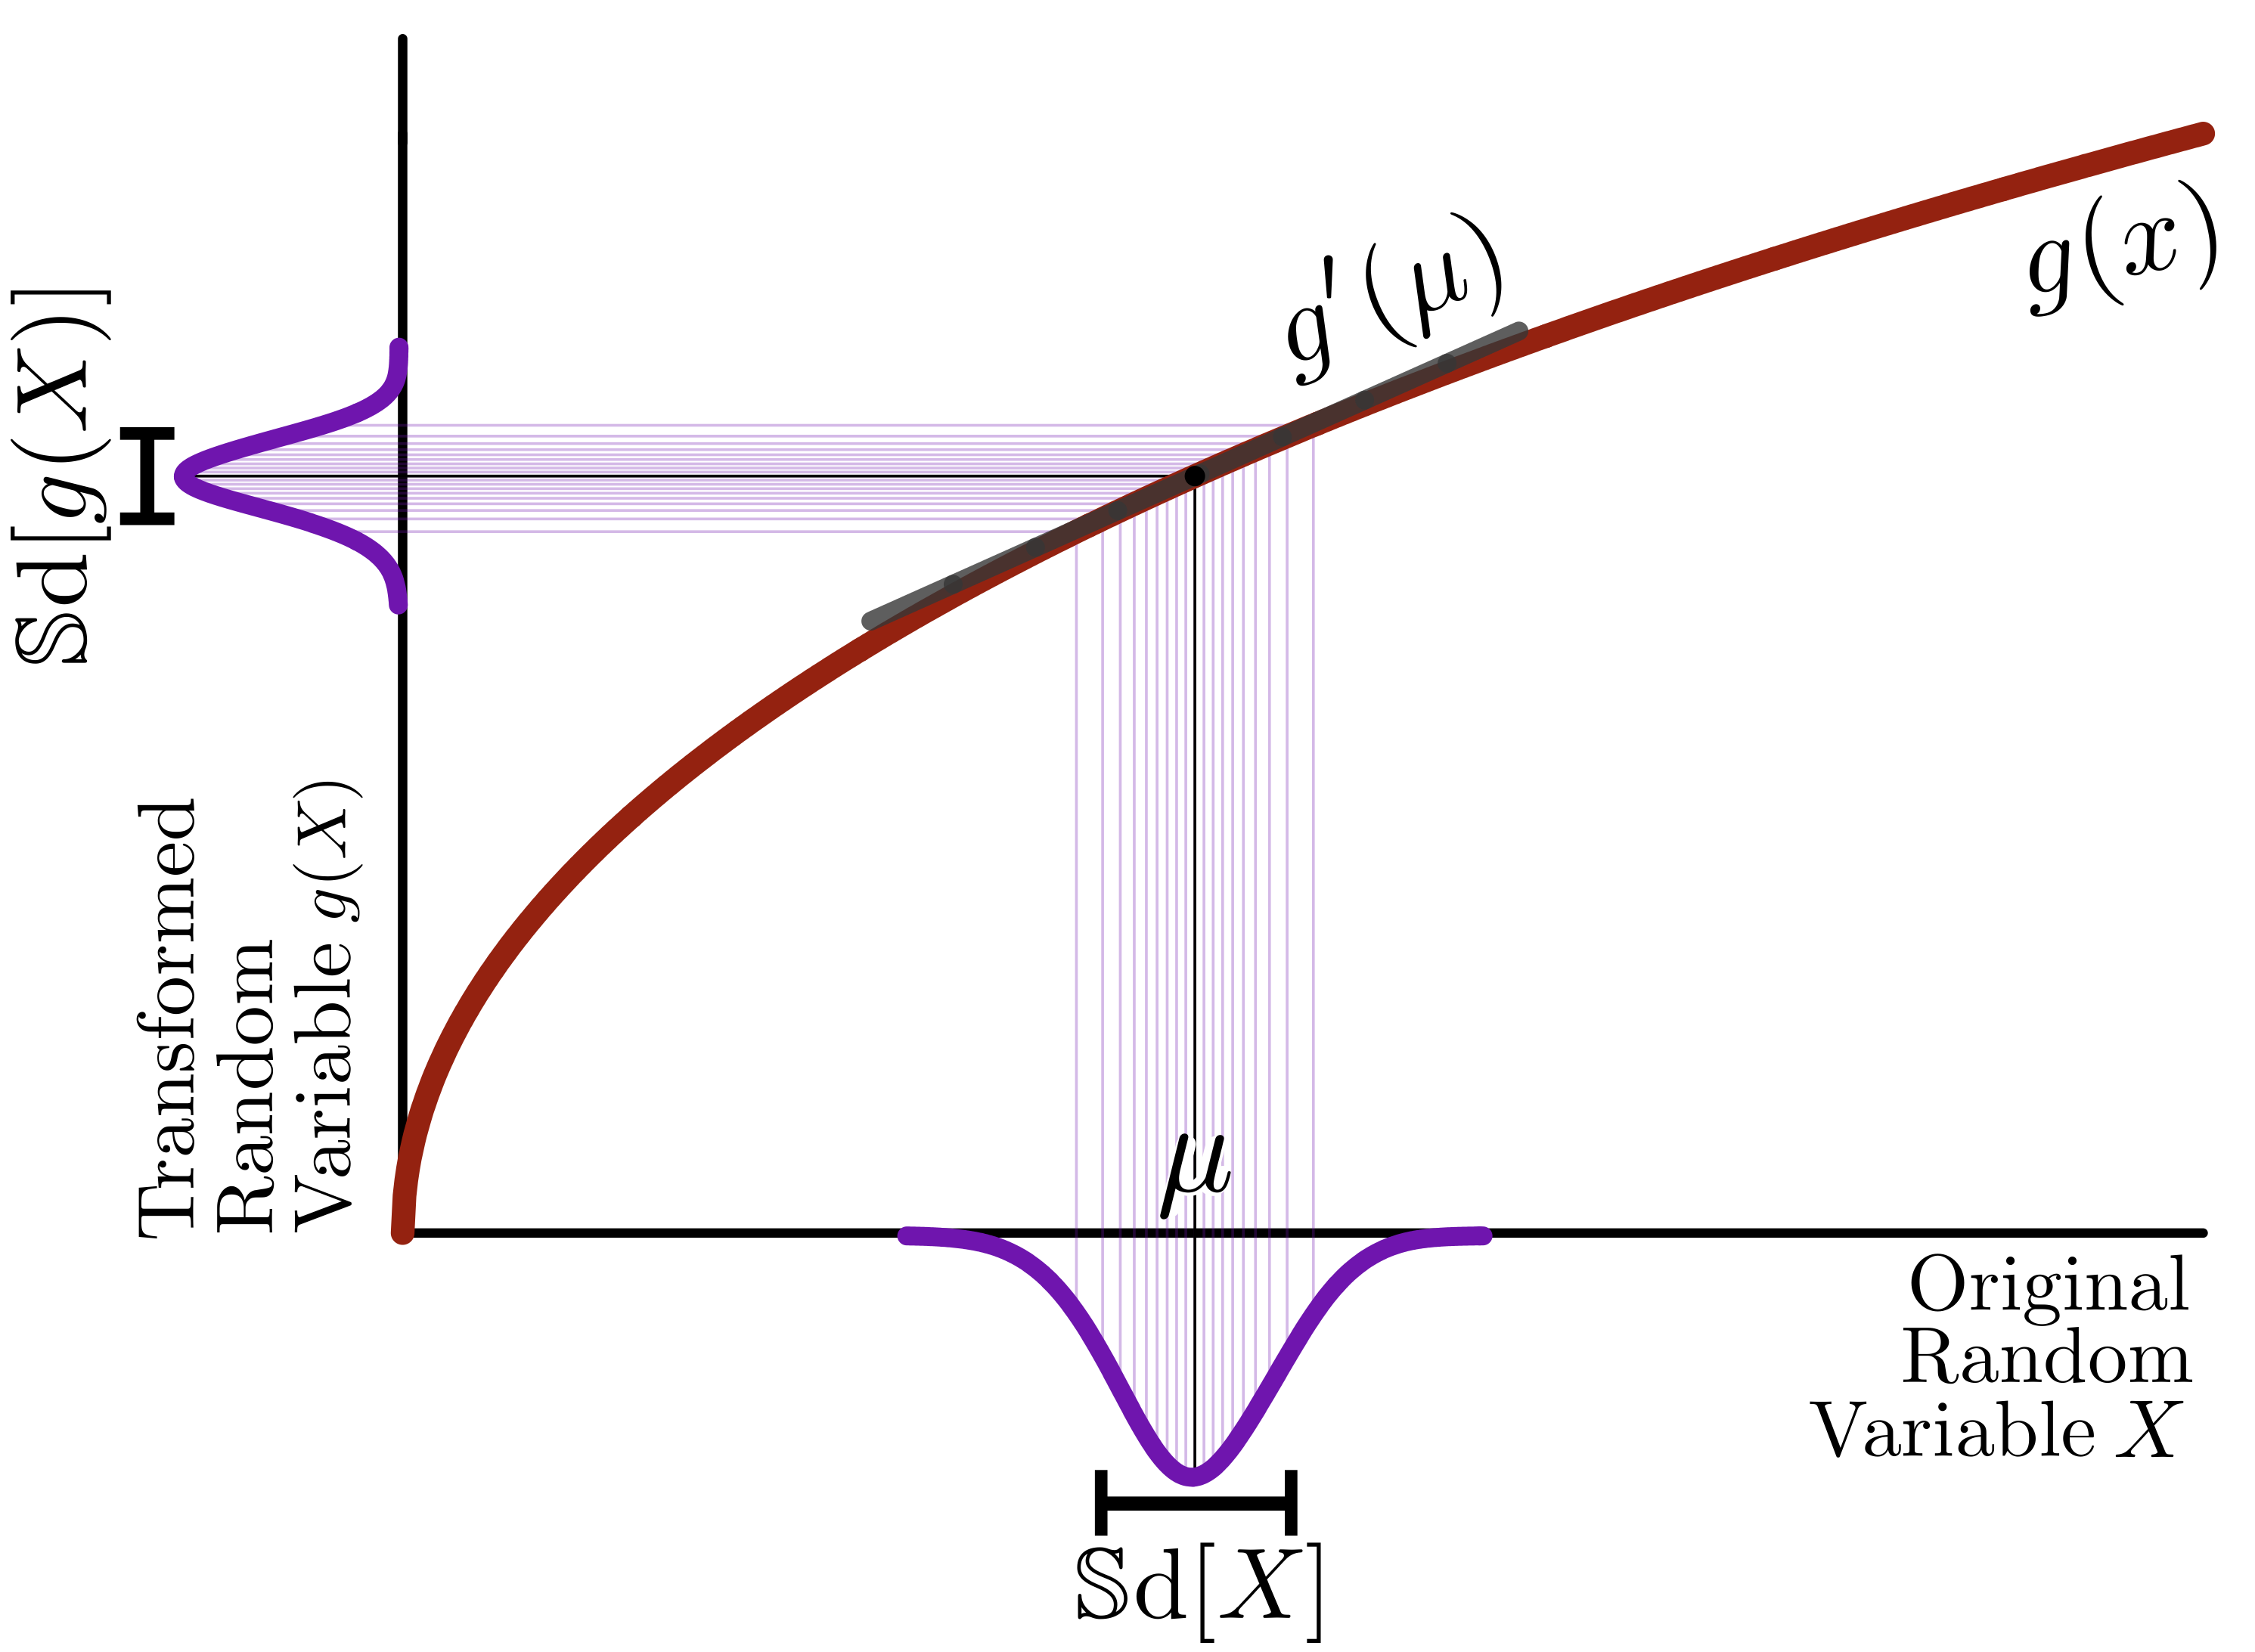 g(x)
g′(μ)
𝕊d[g(X)]
Transformed
Random
Variable g(X)
μ
Original
Random
Variable X
𝕊d[X]